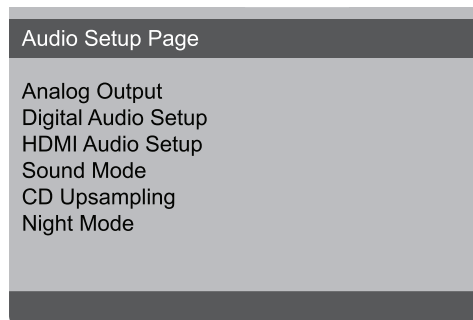 Audio Setup Page
Analog Output
Digital Audio Setup
HDMI Audio Setup
Sound Mode
CD Upsampling
Night Mode